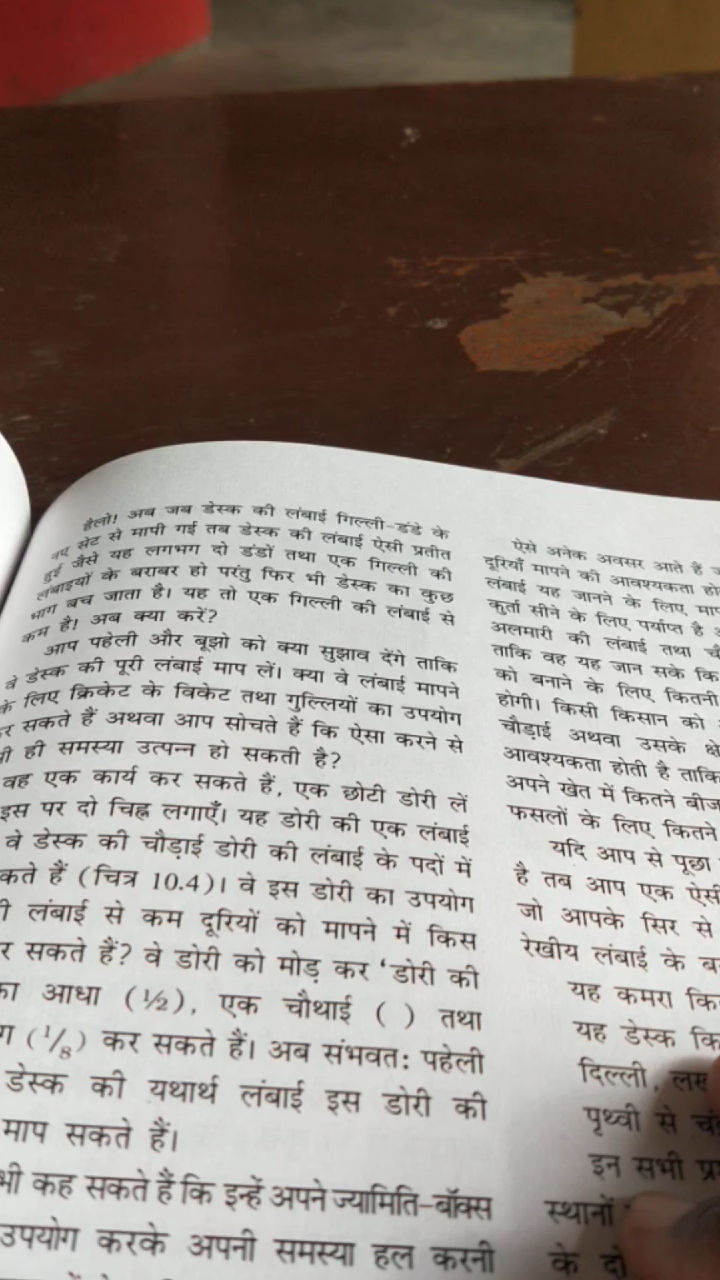 हैलो! अब जब डेस्क की लंबाई गिल्ली-डंडे के
नए सेट से मापी गई तब डेस्क की लंबाई ऐसी प्रतीत
हुई जैसे यह लगभग दो डंडों तथा एक गिल्ली की
लंबाइयों के बराबर हो परंतु फिर भी डेस्क का कुछ
भाग बच जाता है। यह तो एक गिल्ली की लंबाई से
कम है! अब क्या करें?
आप पहेली और बूझो को क्या सुझाव देंगे ताकि
वे डेस्क की पूरी लंबाई माप लें। क्या वे लंबाई मापने
के लिए क्रिकेट के विकेट तथा गुल्लियों का उपयोग
सकते हैं अथवा आप सोचते हैं कि ऐसा करने से
ही समस्या उत्पन्न हो सकती है?
वह एक कार्य कर सकते हैं, एक छोटी डोरी लें
इस पर दो चिह्न लगाएँ। यह डोरी की एक लंबाई
वे डेस्क की चौड़ाई डोरी की लंबाई के पदों में
हैं (चित्र 10.4)। वे इस डोरी का उपयोग
लंबाई से कम दूरियों को मापने में किस
सकते हैं? वे डोरी को मोड़ कर ‘डोरी की
आधा (½), एक चौथाई ( ) तथा
(1/8) कर सकते हैं। अब संभवतः पहेली
डेस्क की यथार्थ लंबाई इस डोरी की
माप सकते हैं।
भी कह सकते हैं कि इन्हें अपने ज्यामिति-बॉक्स
उपयोग करके अपनी समस्या हल करनी
ऐसे अनेक अवसर आते हैं
दूरियाँ मापने की आवश्यकता
लंबाई यह जानने के लिए
कुर्ता सीने के लिए पर्याप्त है
अलमारी की लंबाई तथा
ताकि वह यह जान सके कि
को बनाने के लिए कितनी
होगी। किसी किसान को
चौड़ाई अथवा उसके
आवश्यकता होती है ताकि
अपने खेत में कितने बीज
फसलों के लिए कितने
यदि आप से पूछा
है तब आप एक ऐसी
जो आपके सिर से
रेखीय लंबाई के
यह कमरा
यह डेस्क
दिल्ली,
पृथ्वी से
इन सभी
स्थानों
के दो